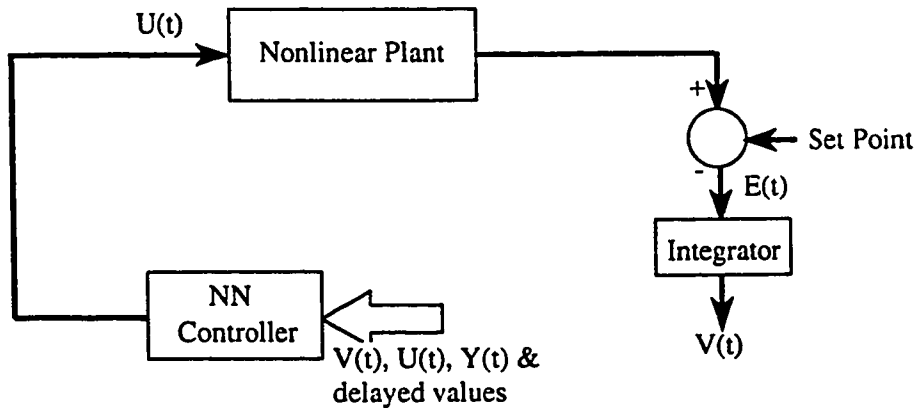 U(t)
Nonlinear Plant
+
Set Point
-
E(t)
Integrator
V(t)
NN
Controller
V(t), U(t), Y(t) &
delayed values